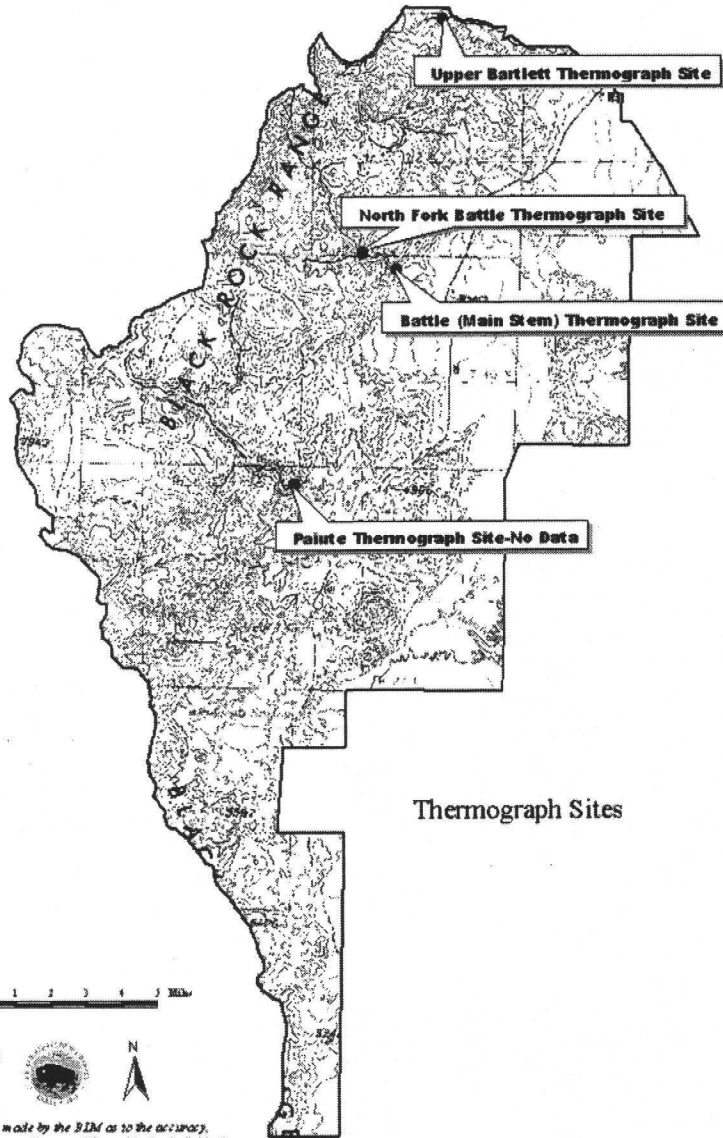 Upper Bartlett Thermograph Site
BLACK ROCK RANGE
North Fork Battle Thermograph Site
Battle (Main Stem) Thermograph Site
Paiute Thermograph Site-No Data
Thermograph Sites
1 2 3 4 5 Miles
N
made by the BLM as to the accuracy,